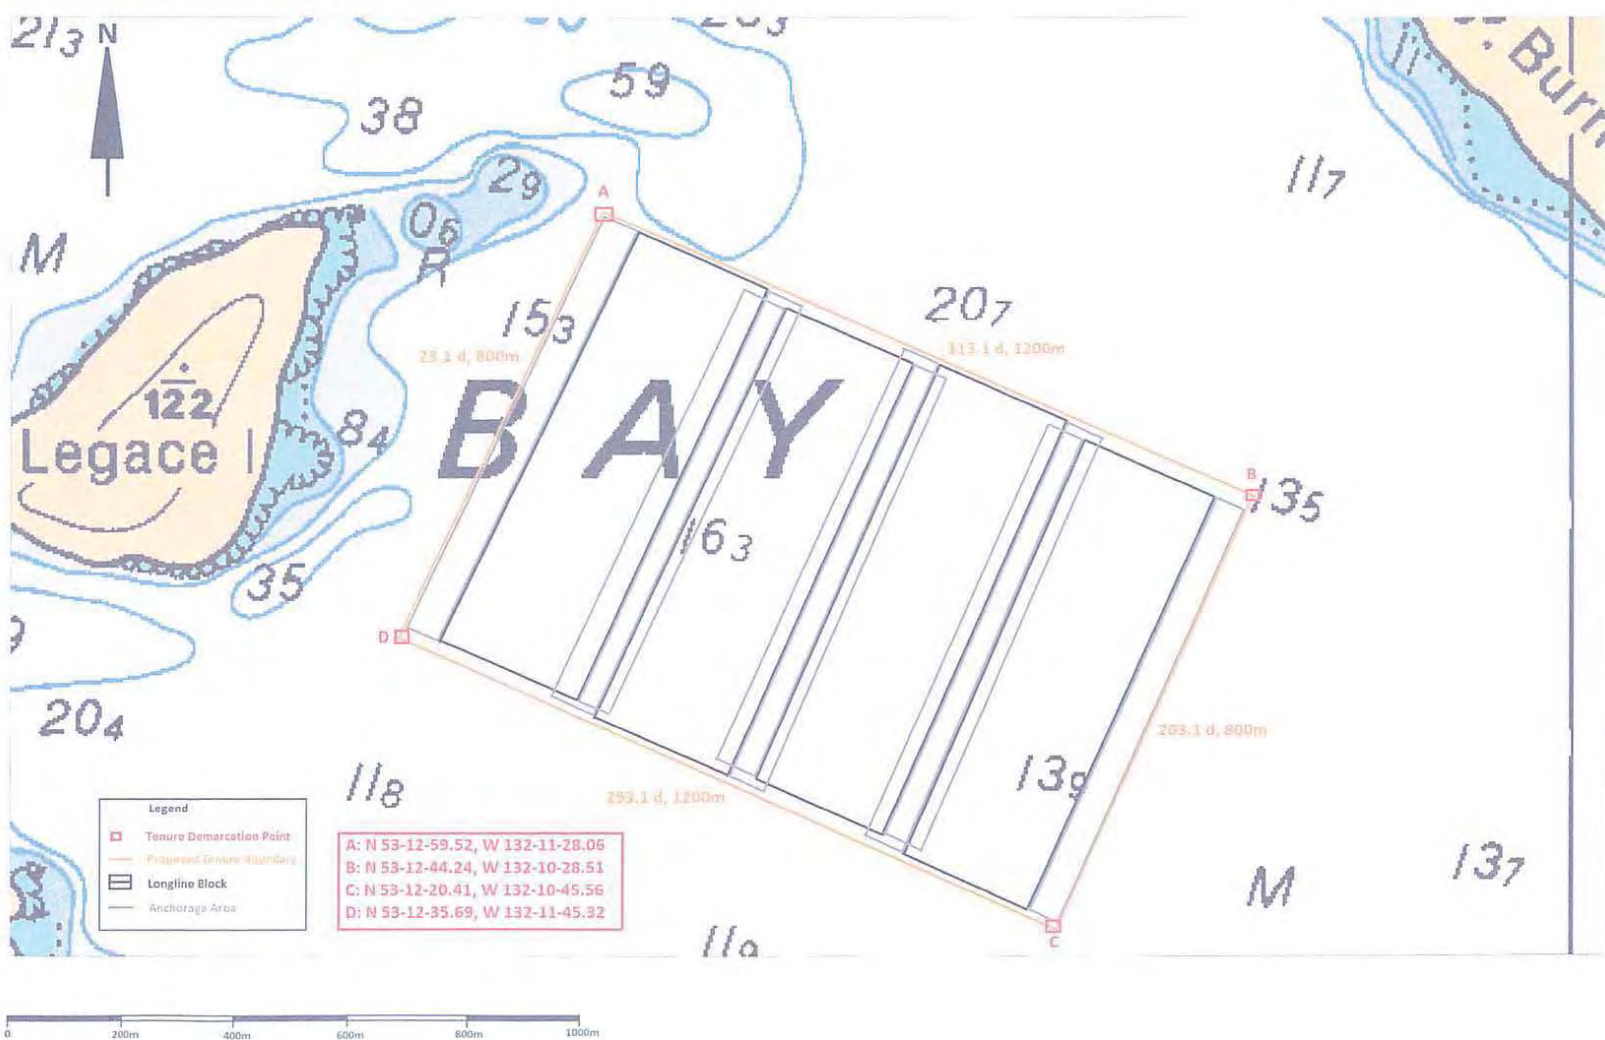 21₃
N
20₃
59
38
2₉
0₆
R
11₇
Burn
M
A
15₃
20₇
23.1 d, 800m
113.1 d, 1200m
122
Legace I
8₄
B A Y
B
13₅
16₃
35
D
20₄
203.1 d, 800m
13₉
11₈
293.1 d, 1200m
13₇
M
C
11₉
Legend
Tenure Demarcation Point
Proposed Tenure Boundary
Longline Block
Anchorage Area
A: N 53-12-59.52, W 132-11-28.06
B: N 53-12-44.24, W 132-10-28.51
C: N 53-12-20.41, W 132-10-45.56
D: N 53-12-35.69, W 132-11-45.32
0 200m 400m 600m 800m 1000m